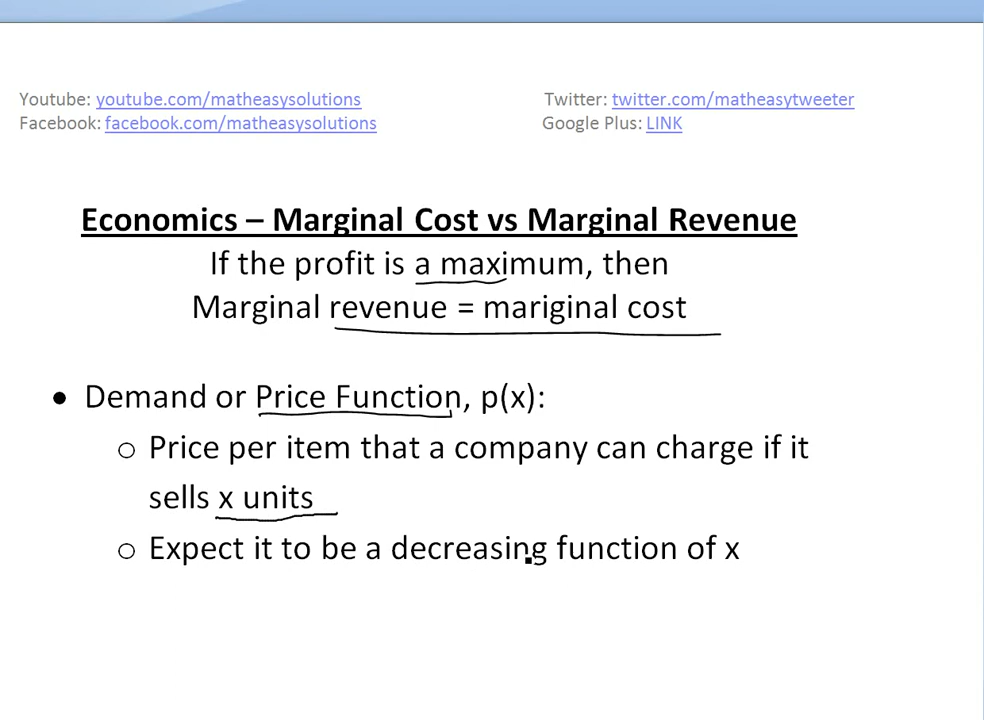 Youtube: youtube.com/matheasysolutions
Twitter: twitter.com/matheasytweeter
Facebook: facebook.com/matheasysolutions
Google Plus: LINK
Economics – Marginal Cost vs Marginal Revenue
If the profit is a maximum, then
Marginal revenue = mariginal cost
• Demand or Price Function, p(x):
o Price per item that a company can charge if it
sells x units
o Expect it to be a decreasing function of x